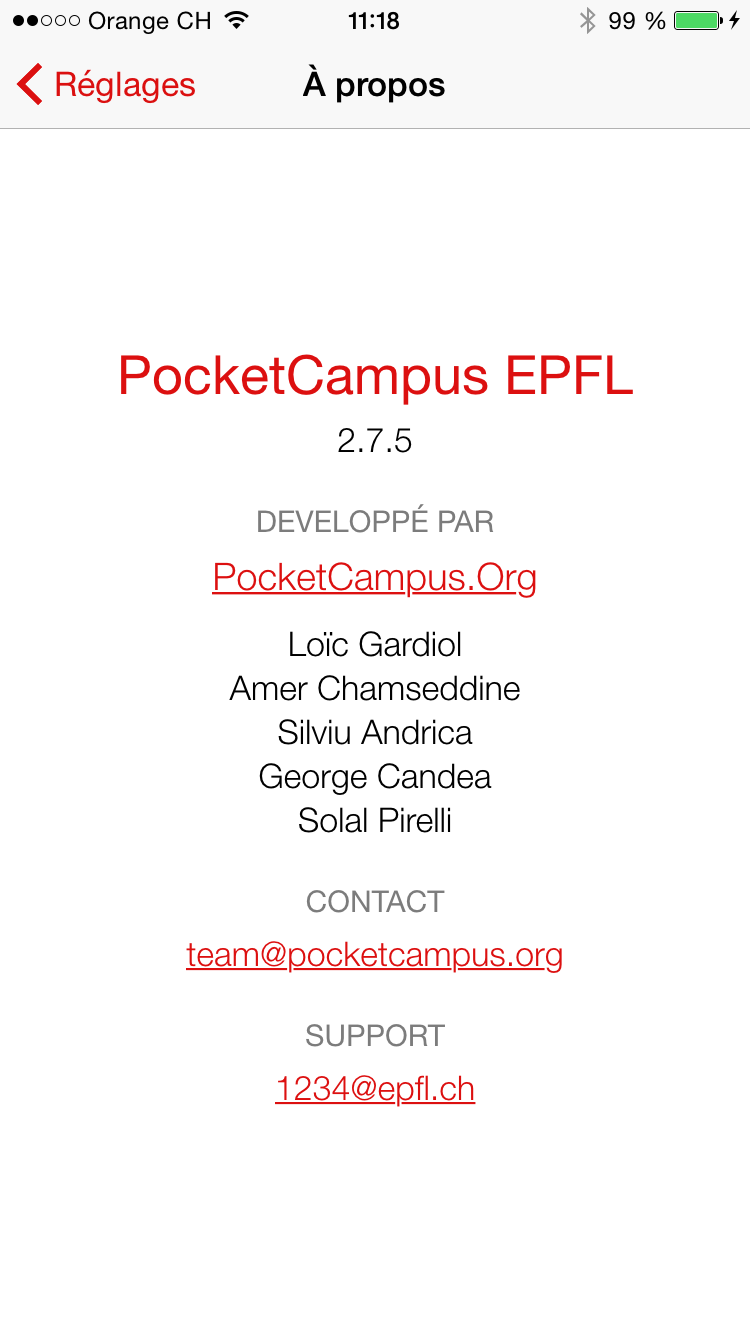 Orange CH 11:18 99 %
Réglages À propos
PocketCampus EPFL
2.7.5
DEVELOPPÉ PAR
PocketCampus.Org
Loïc Gardiol
Amer Chamseddine
Silviu Andrica
George Candea
Solal Pirelli
CONTACT
team@pocketcampus.org
SUPPORT
1234@epfl.ch